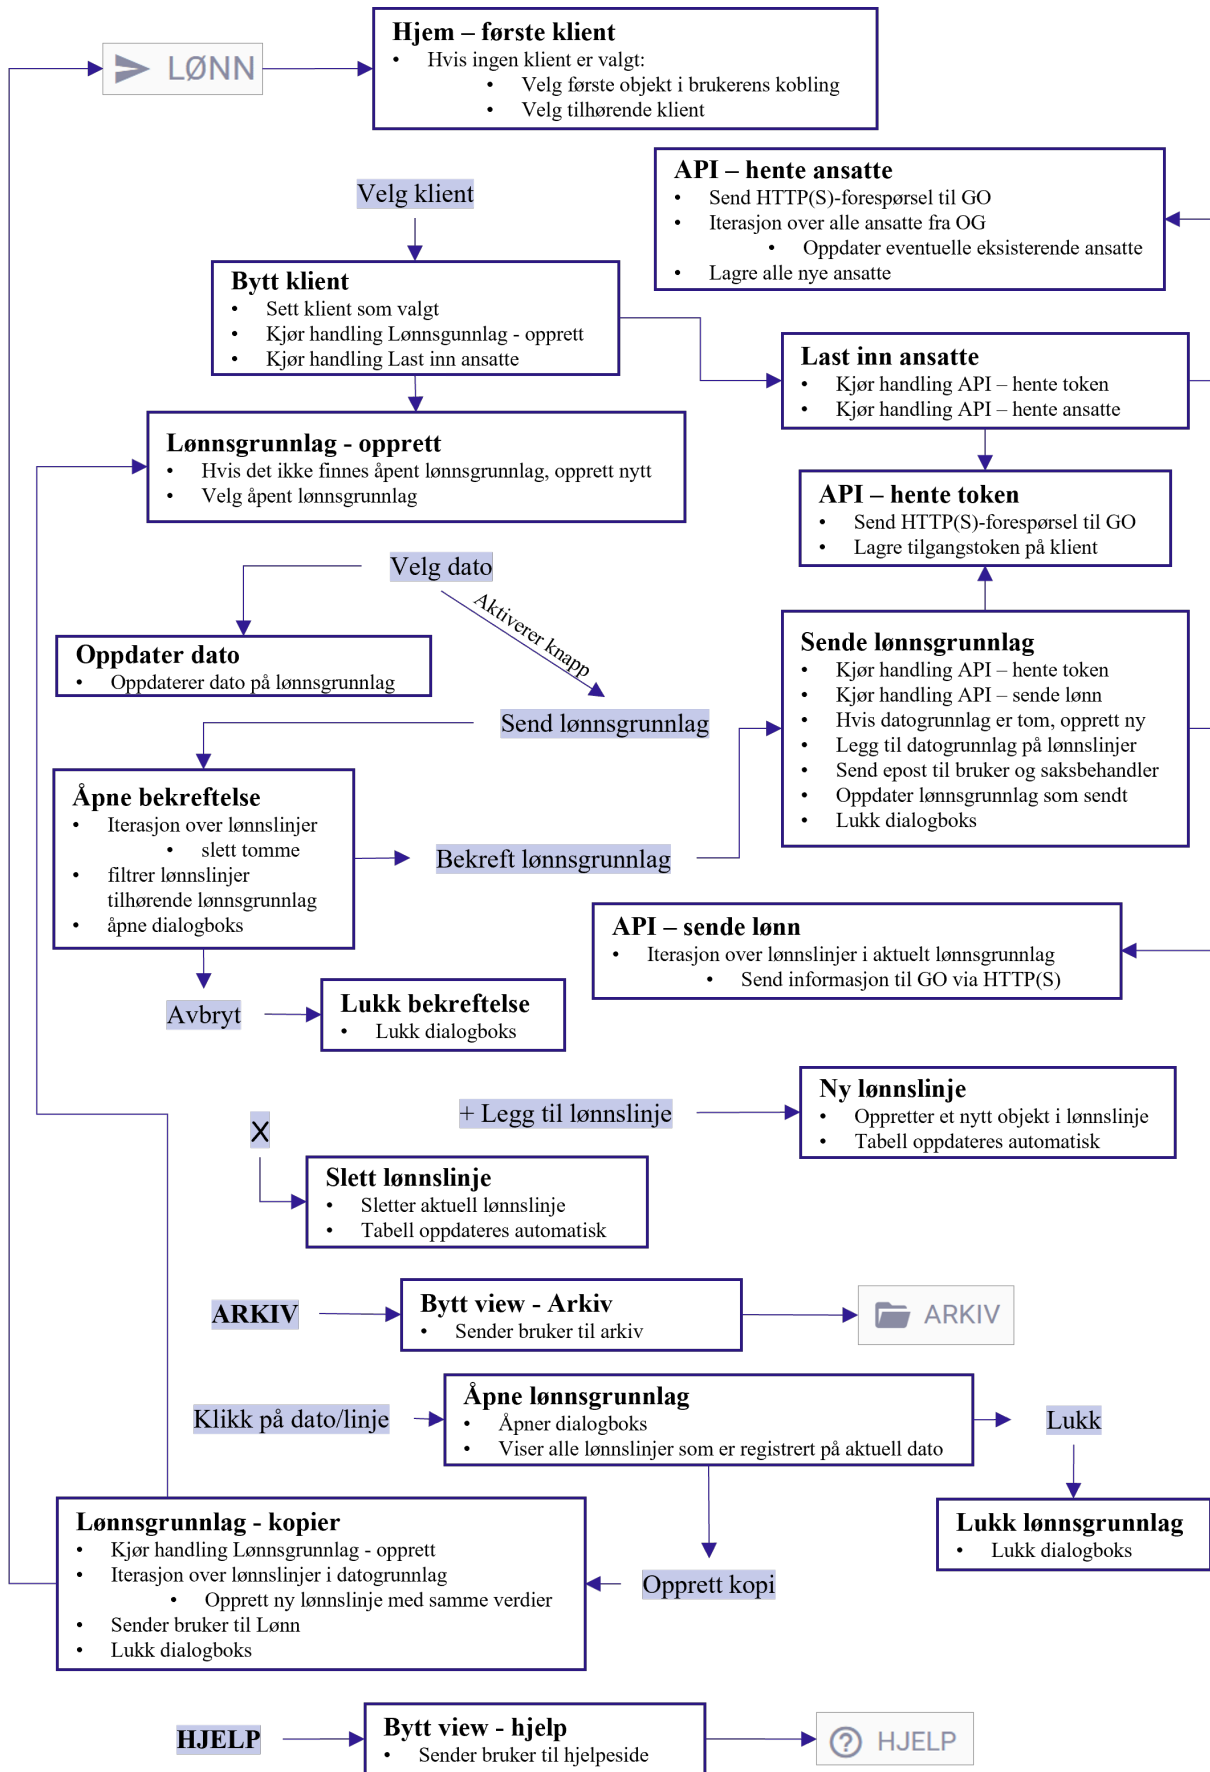 LØNN
Hjem – første klient
• Hvis ingen klient er valgt:
• Velg første objekt i brukerens kobling
• Velg tilhørende klient
API – hente ansatte
• Send HTTP(S)-forespørsel til GO
• Iterasjon over alle ansatte fra OG
• Oppdater eventuelle eksisterende ansatte
• Lagre alle nye ansatte
Velg klient
Bytt klient
• Sett klient som valgt
• Kjør handling Lønnsgunnlag - opprett
• Kjør handling Last inn ansatte
Last inn ansatte
• Kjør handling API – hente token
• Kjør handling API – hente ansatte
Lønnsgrunnlag - opprett
• Hvis det ikke finnes åpent lønnsgrunnlag, opprett nytt
• Velg åpent lønnsgrunnlag
API – hente token
• Send HTTP(S)-forespørsel til GO
• Lagre tilgangstoken på klient
Velg dato
Aktiverer knapp
Oppdater dato
• Oppdaterer dato på lønnsgrunnlag
Sende lønnsgrunnlag
• Kjør handling API – hente token
• Kjør handling API – sende lønn
• Hvis datogrunnlag er tom, opprett ny
• Legg til datogrunnlag på lønnslinjer
• Send epost til bruker og saksbehandler
• Oppdater lønnsgrunnlag som sendt
• Lukk dialogboks
Send lønnsgrunnlag
Åpne bekreftelse
• Iterasjon over lønnslinjer
• slett tomme
• filtrer lønnslinjer
tilhørende lønnsgrunnlag
• åpne dialogboks
Bekreft lønnsgrunnlag
API – sende lønn
• Iterasjon over lønnslinjer i aktuelt lønnsgrunnlag
• Send informasjon til GO via HTTP(S)
Avbryt
Lukk bekreftelse
• Lukk dialogboks
+ Legg til lønnslinje
Ny lønnslinje
• Oppretter et nytt objekt i lønnslinje
• Tabell oppdateres automatisk
X
Slett lønnslinje
• Sletter aktuell lønnslinje
• Tabell oppdateres automatisk
ARKIV
Bytt view - Arkiv
• Sender bruker til arkiv
ARKIV
Klikk på dato/linje
Åpne lønnsgrunnlag
• Åpner dialogboks
• Viser alle lønnslinjer som er registrert på aktuell dato
Lukk
Lukk lønnsgrunnlag
• Lukk dialogboks
Lønnsgrunnlag - kopier
• Kjør handling Lønnsgrunnlag - opprett
• Iterasjon over lønnslinjer i datogrunnlag
• Opprett ny lønnslinje med samme verdier
• Sender bruker til Lønn
• Lukk dialogboks
Opprett kopi
HJELP
Bytt view - hjelp
• Sender bruker til hjelpeside
HJELP